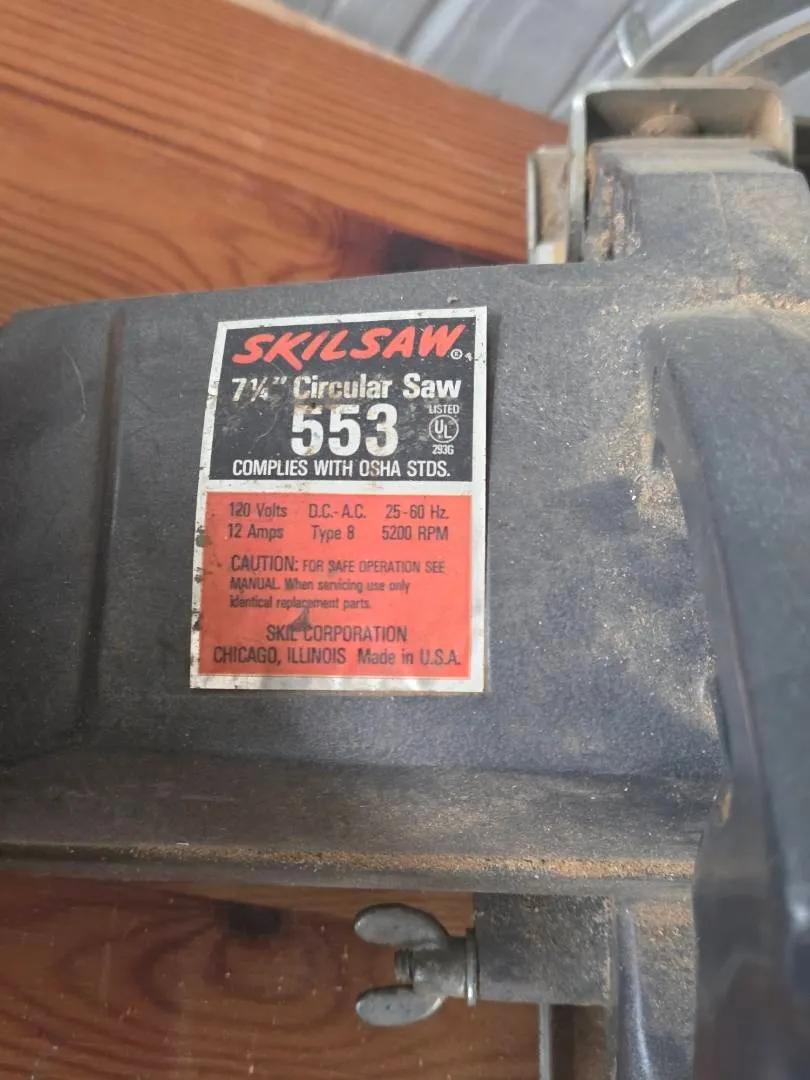 SKILSAW®
7¼" Circular Saw
553
LISTED
UL
293G
COMPLIES WITH OSHA STDS.
120 Volts D.C.-A.C. 25-60 Hz.
12 Amps Type 8 5200 RPM
CAUTION: FOR SAFE OPERATION SEE
MANUAL. When servicing use only
identical replacement parts.
SKIL CORPORATION
CHICAGO, ILLINOIS Made in U.S.A.